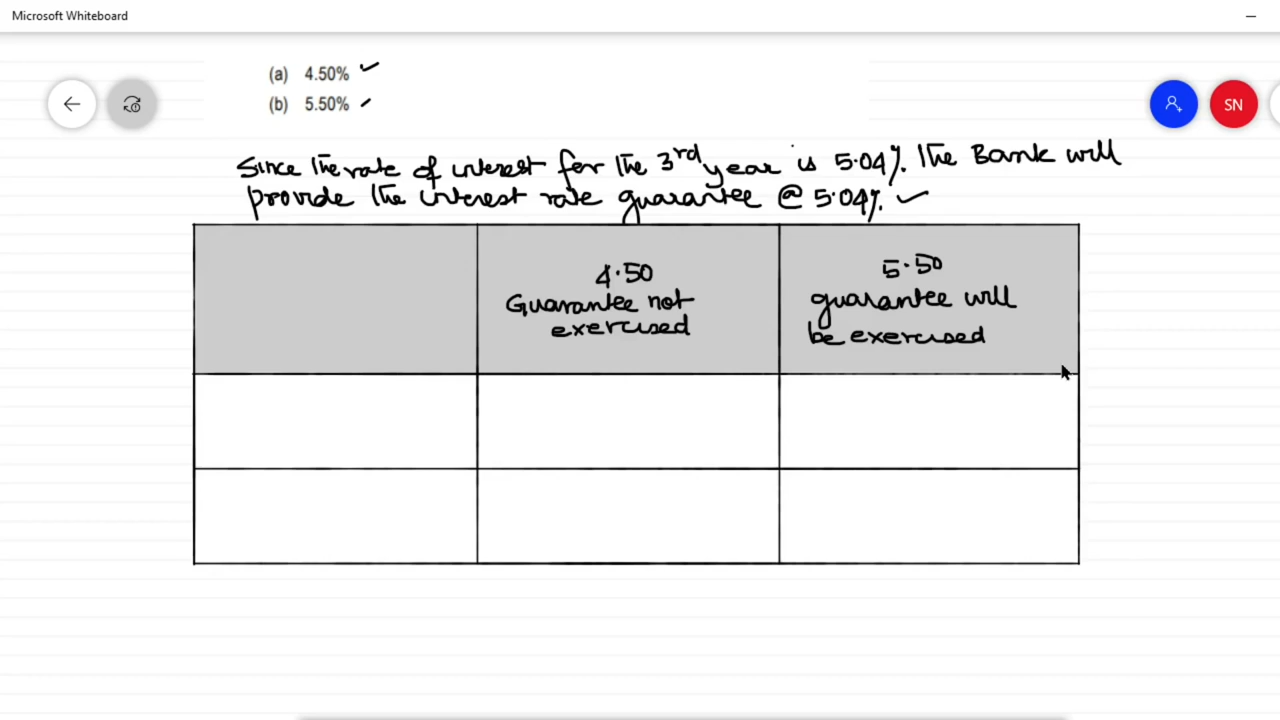 Microsoft Whiteboard
(a) 4.50% ✓
(b) 5.50% ✓
SN
Since the rate of interest for the 3rd year is 5.04%. The Bank will
provide the interest rate guarantee @ 5.04%. ✓
4.50
Guarantee not
exercised
5.50
guarantee will
be exercised